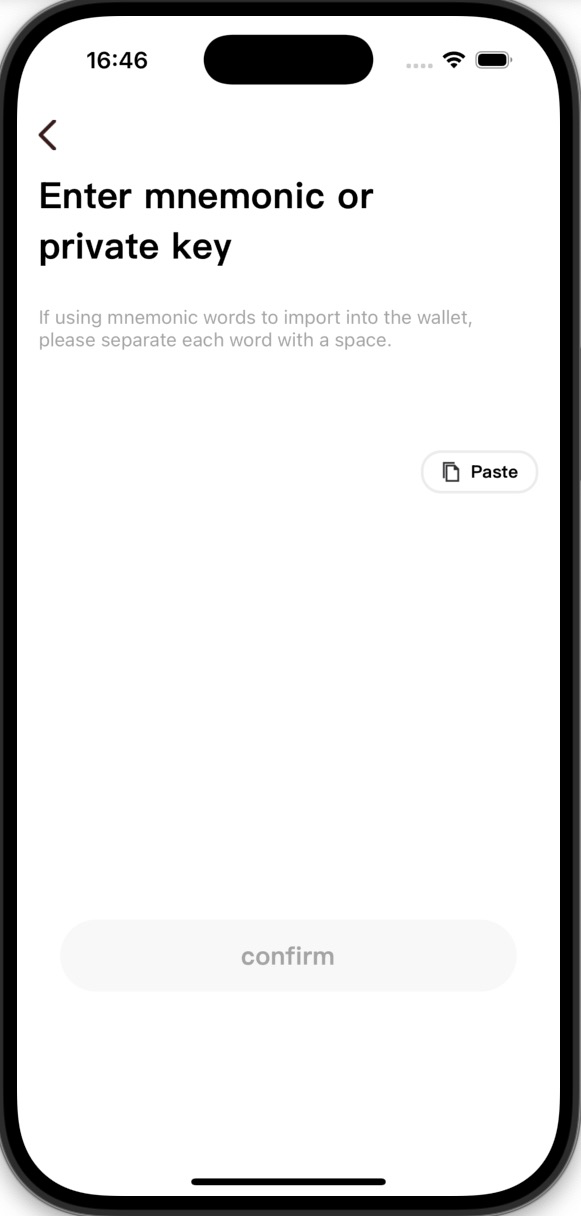 16:46
Enter mnemonic or
private key
If using mnemonic words to import into the wallet,
please separate each word with a space.
Paste
confirm